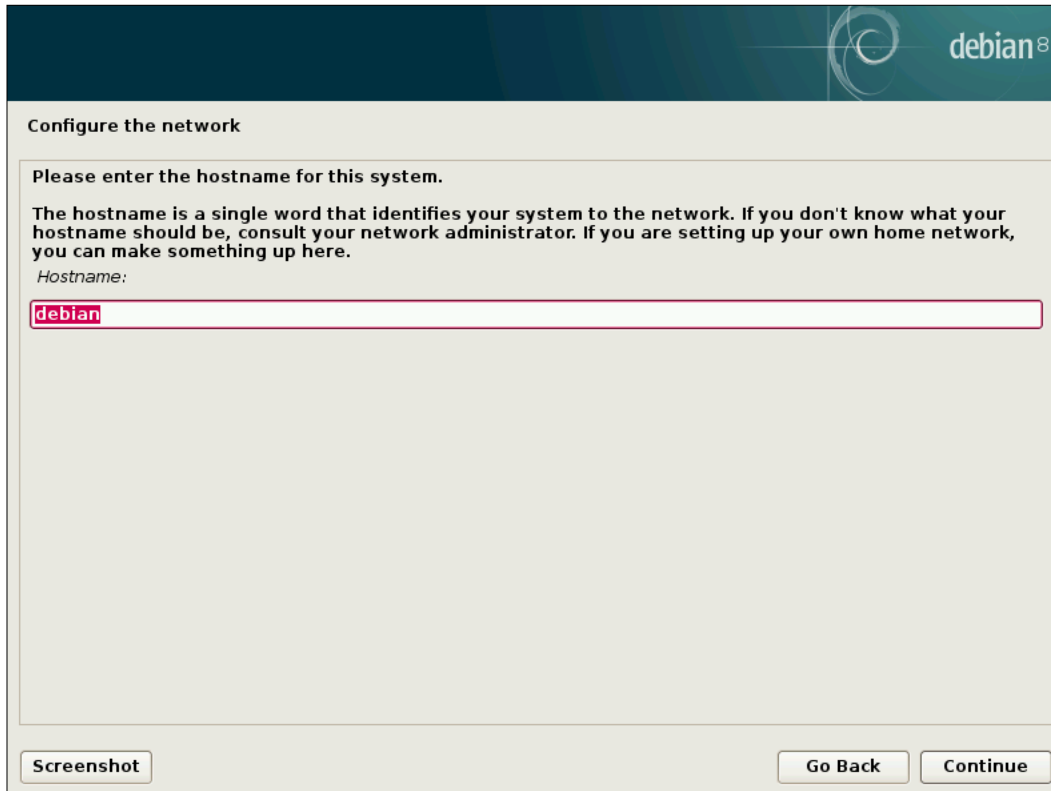 debian 8
Configure the network
Please enter the hostname for this system.
The hostname is a single word that identifies your system to the network. If you don't know what your
hostname should be, consult your network administrator. If you are setting up your own home network,
you can make something up here.
Hostname:
debian
Screenshot
Go Back
Continue